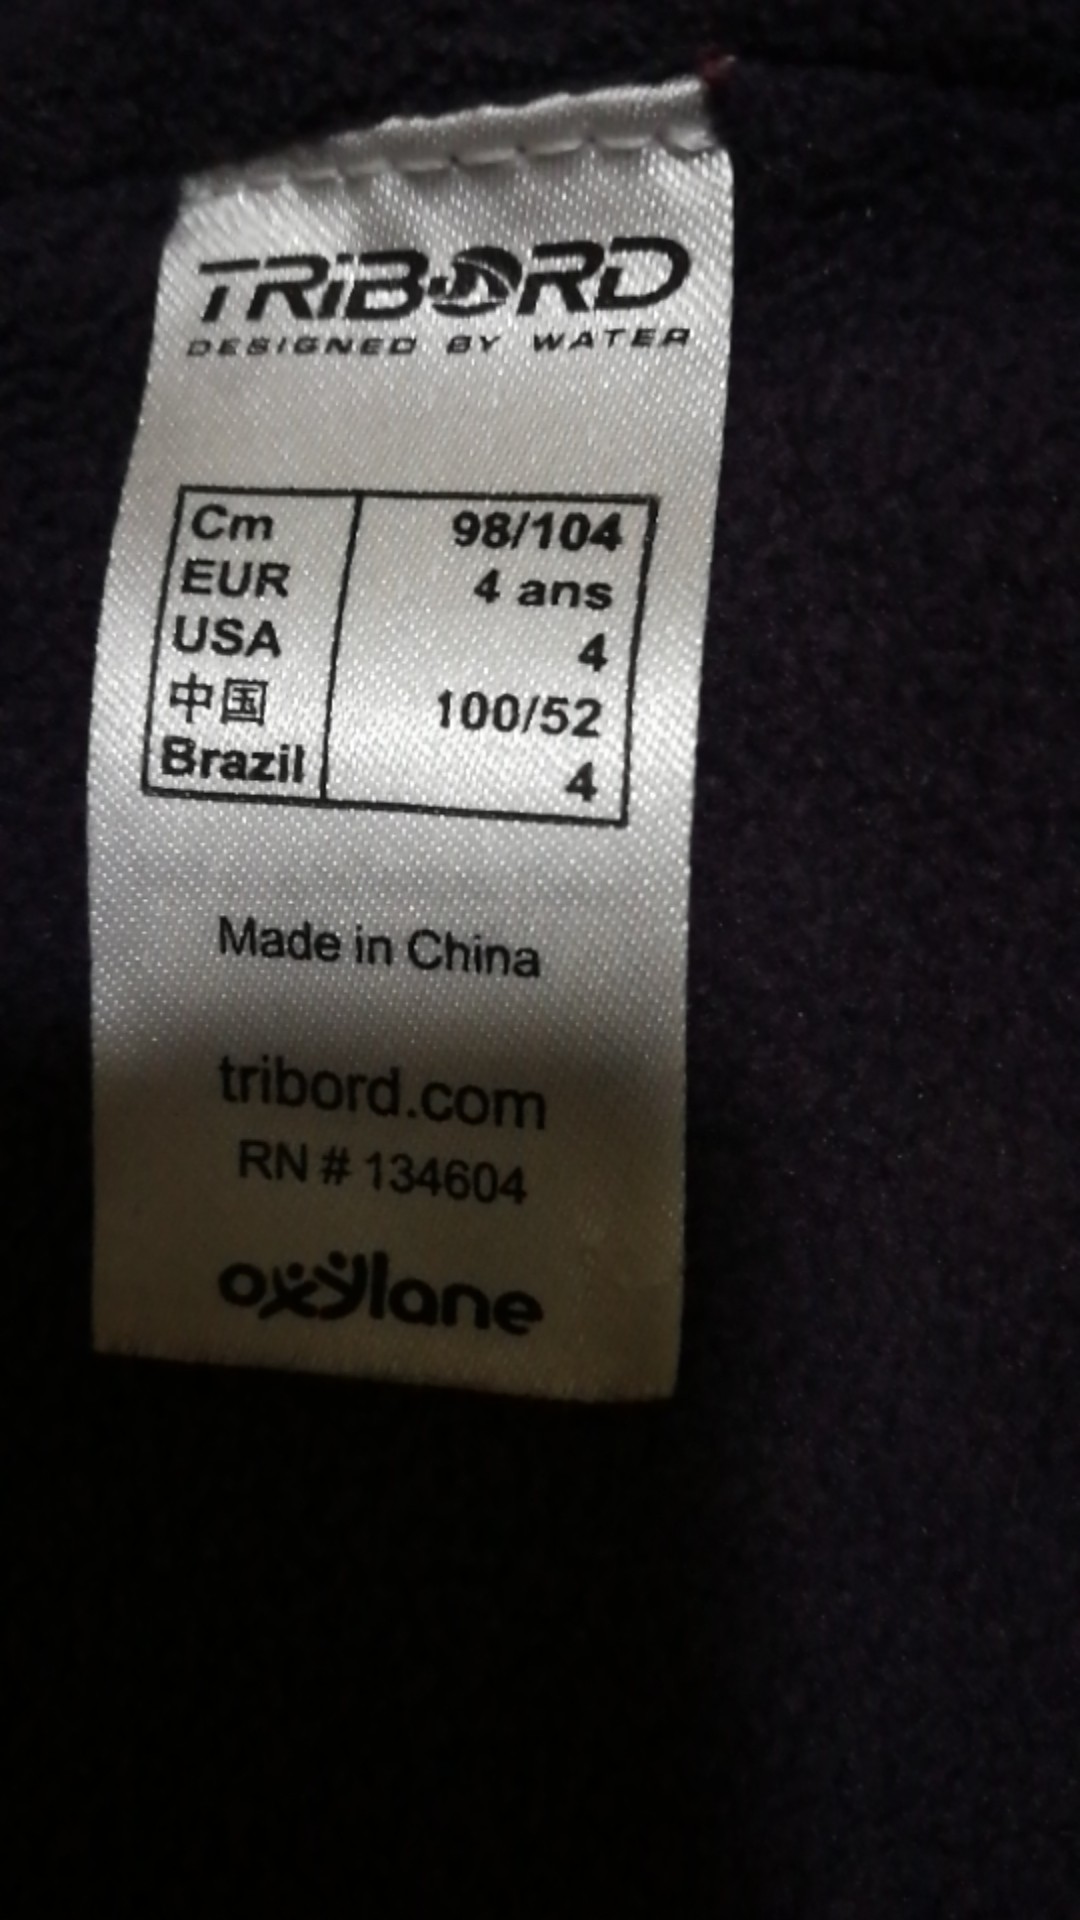 TRIBORD
DESIGNED BY WATER
Cm 98/104
EUR 4 ans
USA 4
中国 100/52
Brazil 4
Made in China
tribord.com
RN # 134604
oxylane